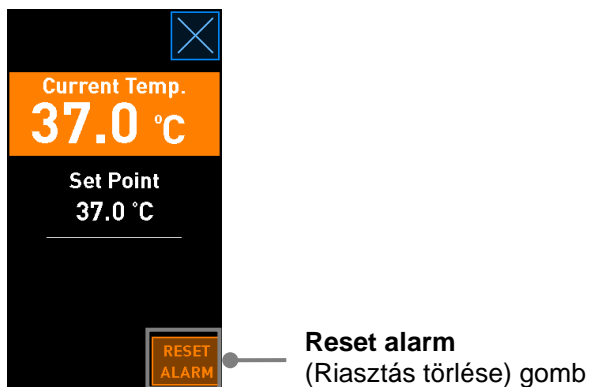 Current Temp.
37.0 °C
Set Point
37.0 °C
RESET
ALARM
Reset alarm
(Riasztás törlése) gomb